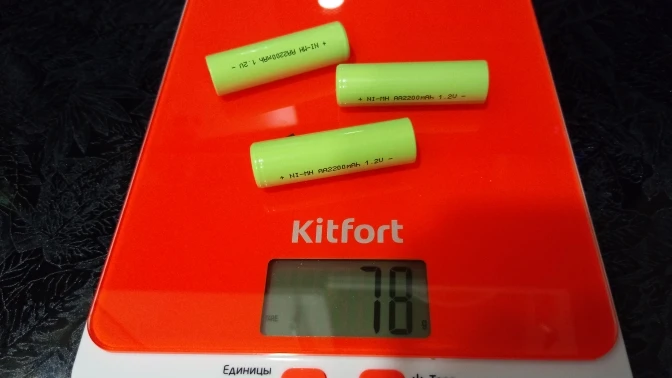 + NI-MH AA2200mAh 1.2V -
+ NI-MH AA2200mAh 1.2V -
+ NI-MH AA2200mAh 1.2V -
Kitfort
78
g
Единицы